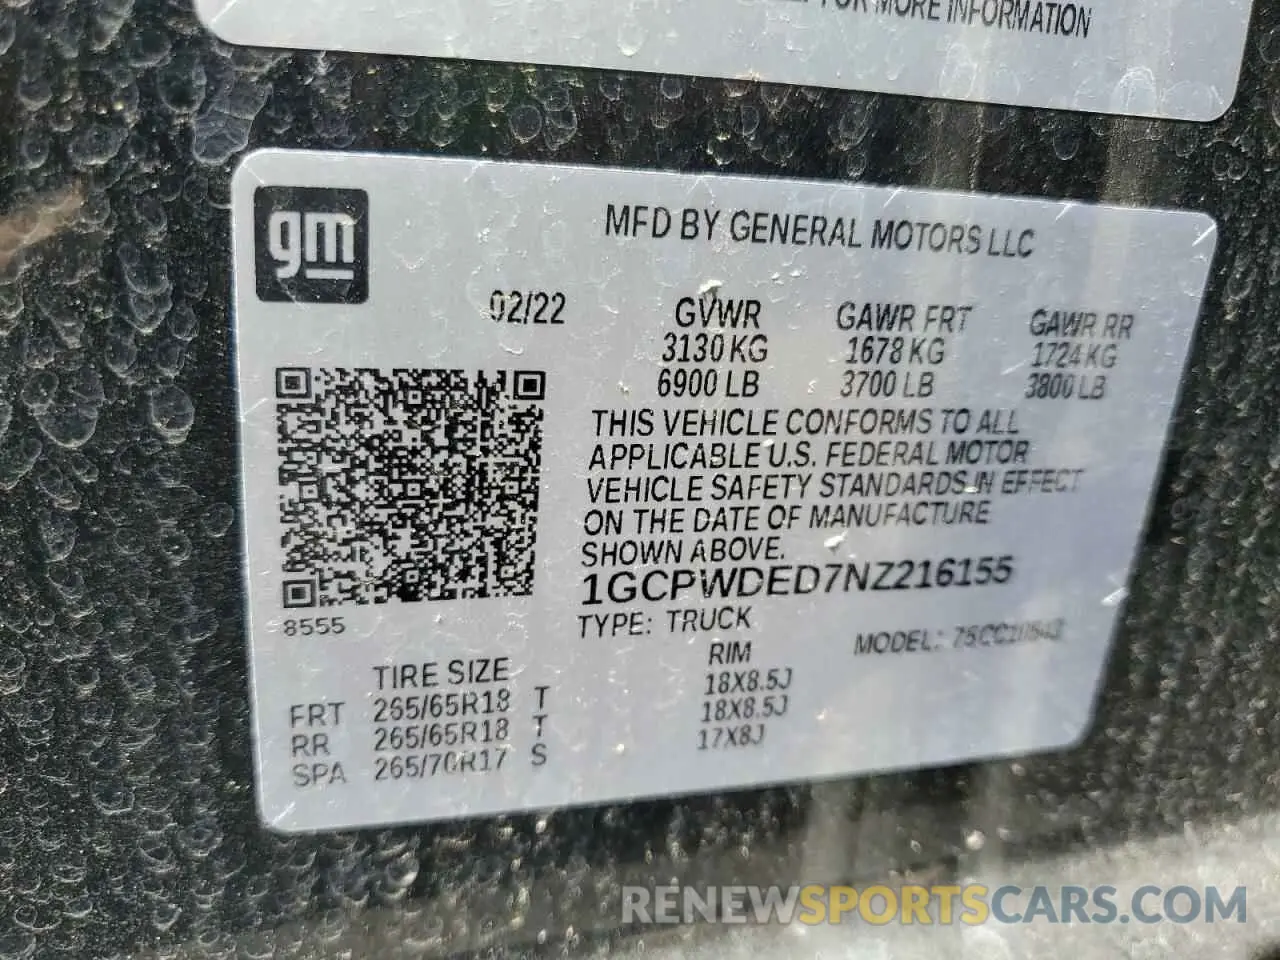 FOR MORE INFORMATION
gm
MFD BY GENERAL MOTORS LLC
02/22 GVWR GAWR FRT GAWR RR
3130 KG 1678 KG 1724 KG
6900 LB 3700 LB 3800 LB
THIS VEHICLE CONFORMS TO ALL
APPLICABLE U.S. FEDERAL MOTOR
VEHICLE SAFETY STANDARDS IN EFFECT
ON THE DATE OF MANUFACTURE
SHOWN ABOVE.
1GCPWDED7NZ216155
8555
TYPE: TRUCK
MODEL:
TIRE SIZE RIM
FRT 265/65R18 T 18X8.5J
RR 265/65R18 T 18X8.5J
SPA 265/70R17 S 17X8J
RENEWSPORTSCARS.COM